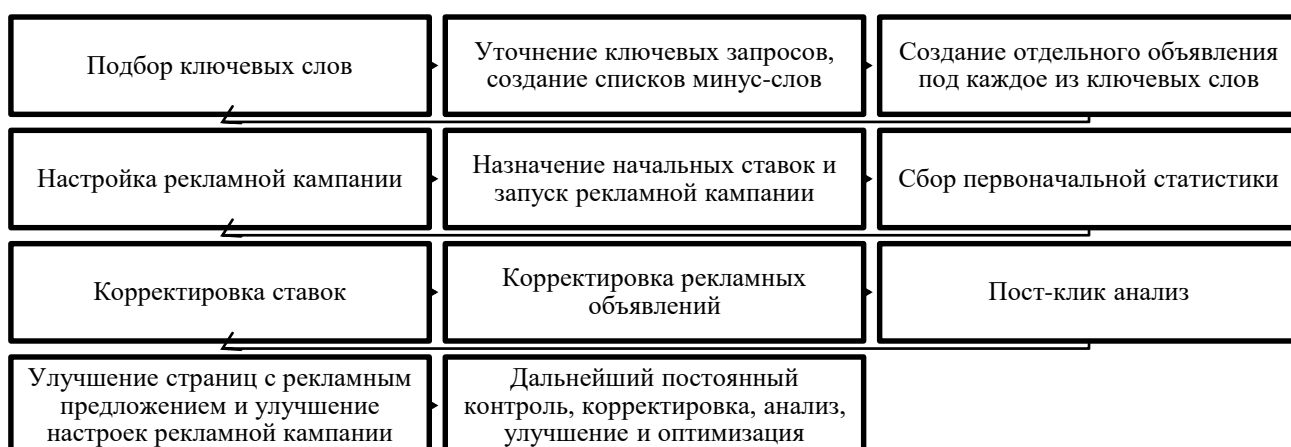 Подбор ключевых слов
Уточнение ключевых запросов,
создание списков минус-слов
Создание отдельного объявления
под каждое из ключевых слов
Настройка рекламной кампании
Назначение начальных ставок и
запуск рекламной кампании
Сбор первоначальной статистики
Корректировка ставок
Корректировка рекламных
объявлений
Пост-клик анализ
Улучшение страниц с рекламным
предложением и улучшение
настроек рекламной кампании
Дальнейший постоянный
контроль, корректировка, анализ,
улучшение и оптимизация